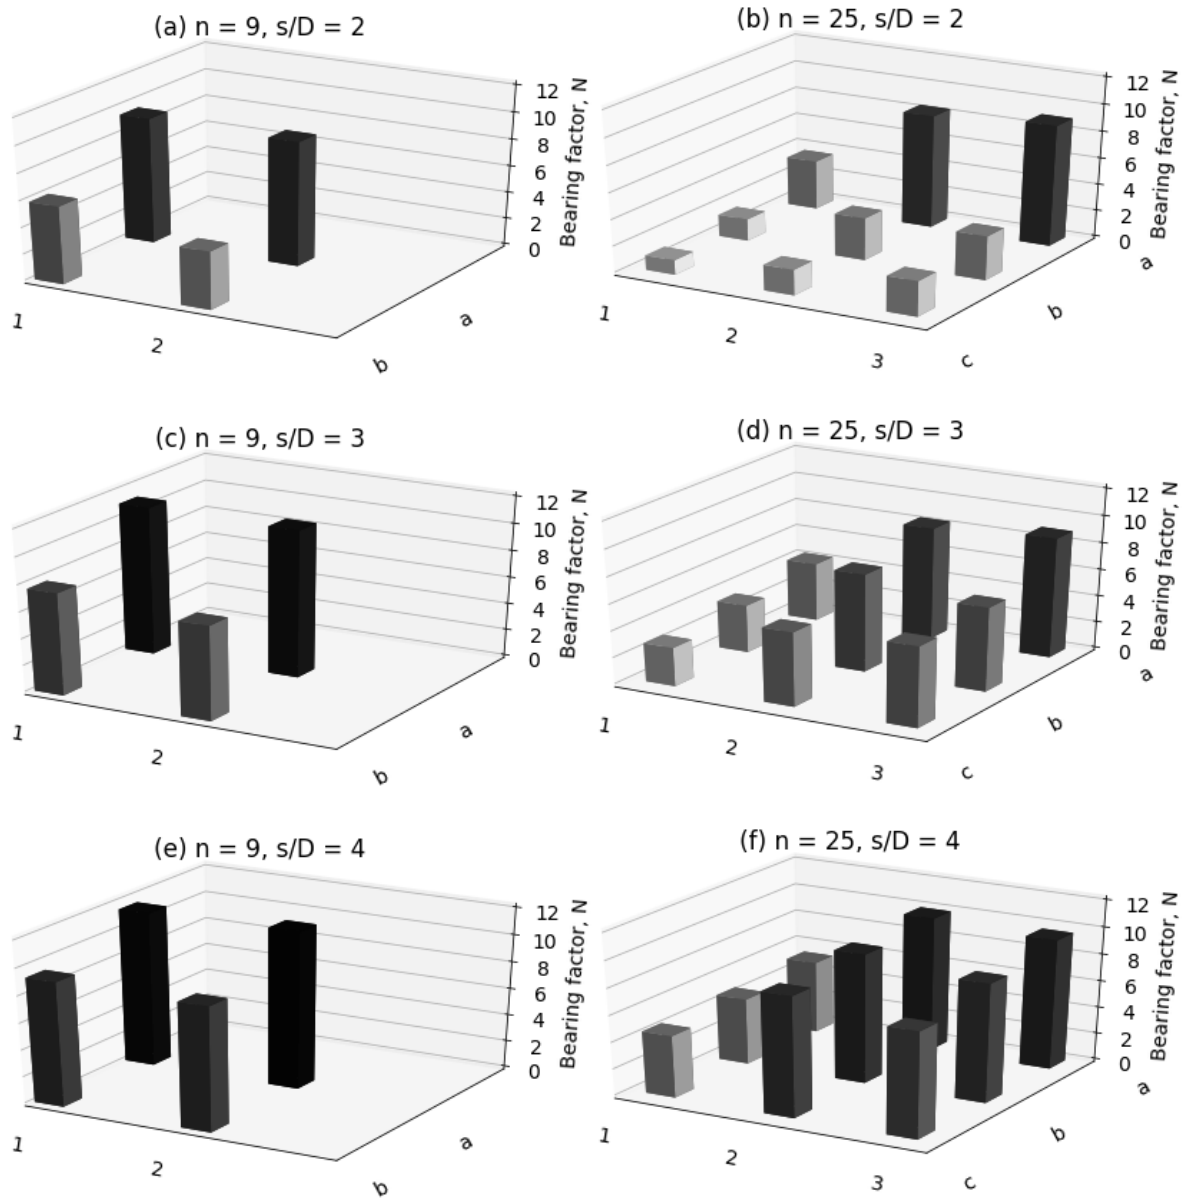 (a) n = 9, s/D = 2
12
10
8
6
4
2
0
Bearing factor, N
1
2
b
a
(b) n = 25, s/D = 2
12
10
8
6
4
2
0
Bearing factor, N
1
2
3
c
b
a
(c) n = 9, s/D = 3
12
10
8
6
4
2
0
Bearing factor, N
1
2
b
a
(d) n = 25, s/D = 3
12
10
8
6
4
2
0
Bearing factor, N
1
2
3
c
b
a
(e) n = 9, s/D = 4
12
10
8
6
4
2
0
Bearing factor, N
1
2
b
a
(f) n = 25, s/D = 4
12
10
8
6
4
2
0
Bearing factor, N
1
2
3
c
b
a